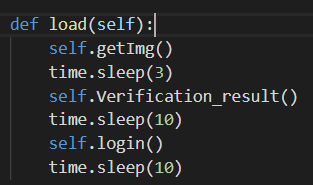 def load(self):
    self.getImg()
    time.sleep(3)
    self.Verification_result()
    time.sleep(10)
    self.login()
    time.sleep(10)